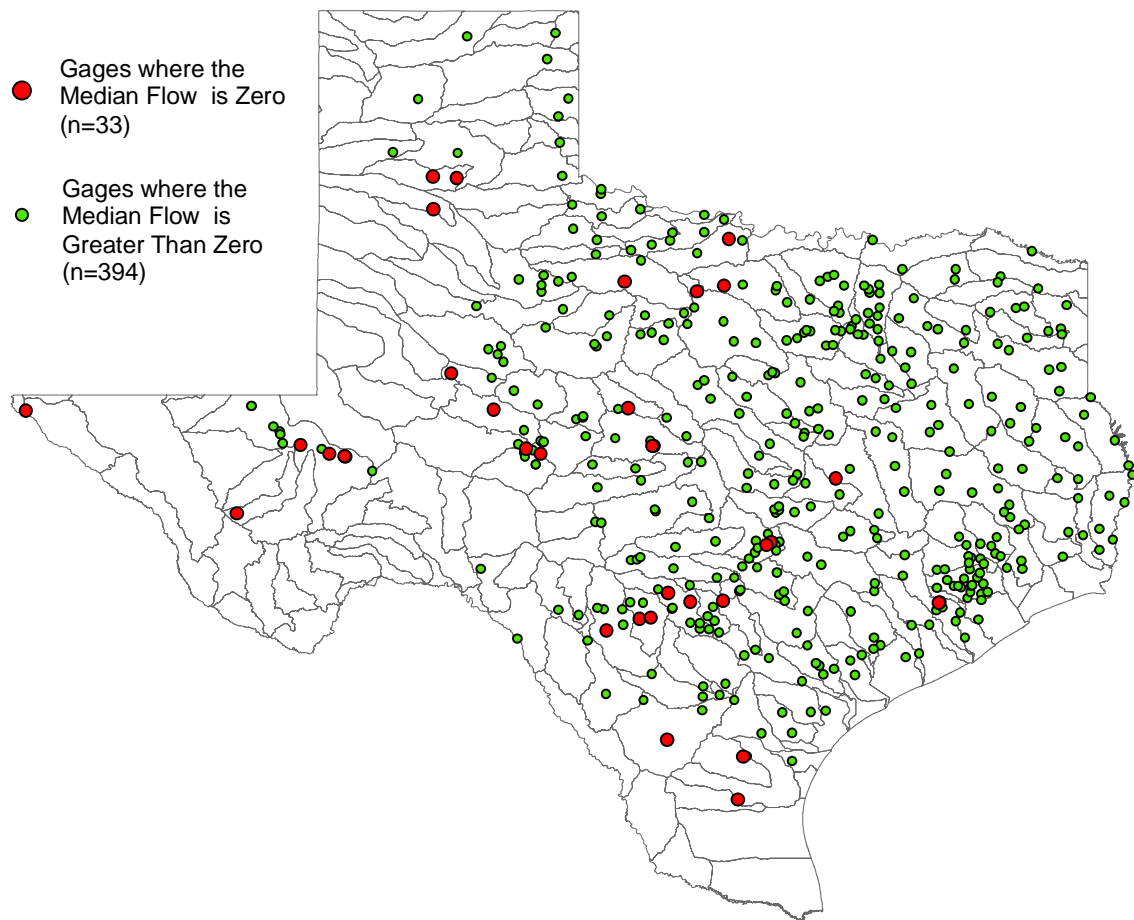 Gages where the
Median Flow is Zero
(n=33)
Gages where the
Median Flow is
Greater Than Zero
(n=394)